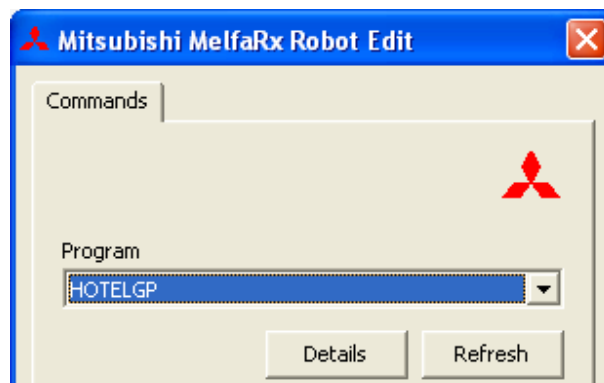 Mitsubishi MelfaRx Robot Edit
Commands
Program
HOTELGP
Details Refresh